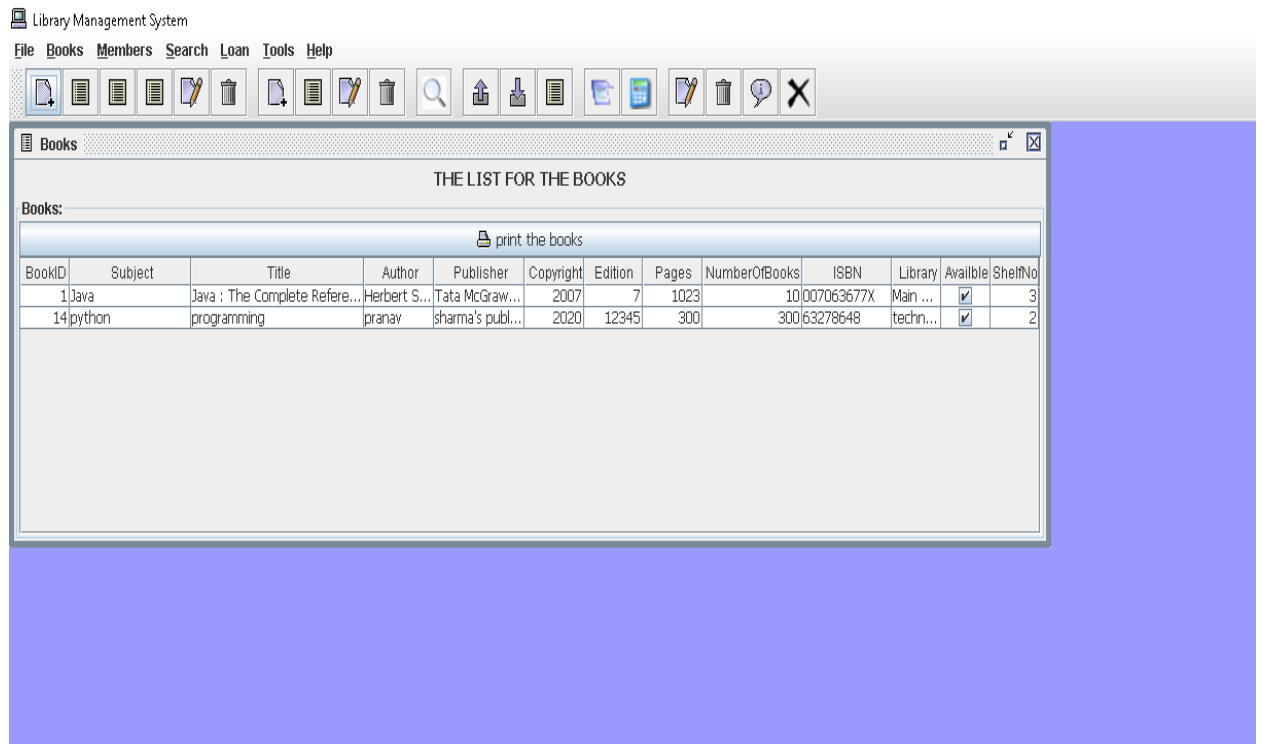 Library Management System
File Books Members Search Loan Tools Help
Books
THE LIST FOR THE BOOKS
Books:
print the books
BookID Subject Title Author Publisher Copyright Edition Pages NumberOfBooks ISBN Library Availble ShelfNo
1 Java Java : The Complete Refere... Herbert S... Tata McGraw... 2007 7 1023 10 007063677X Main ... 3
14 python programming pranav sharma's publ... 2020 12345 300 300 63278648 techn... 2